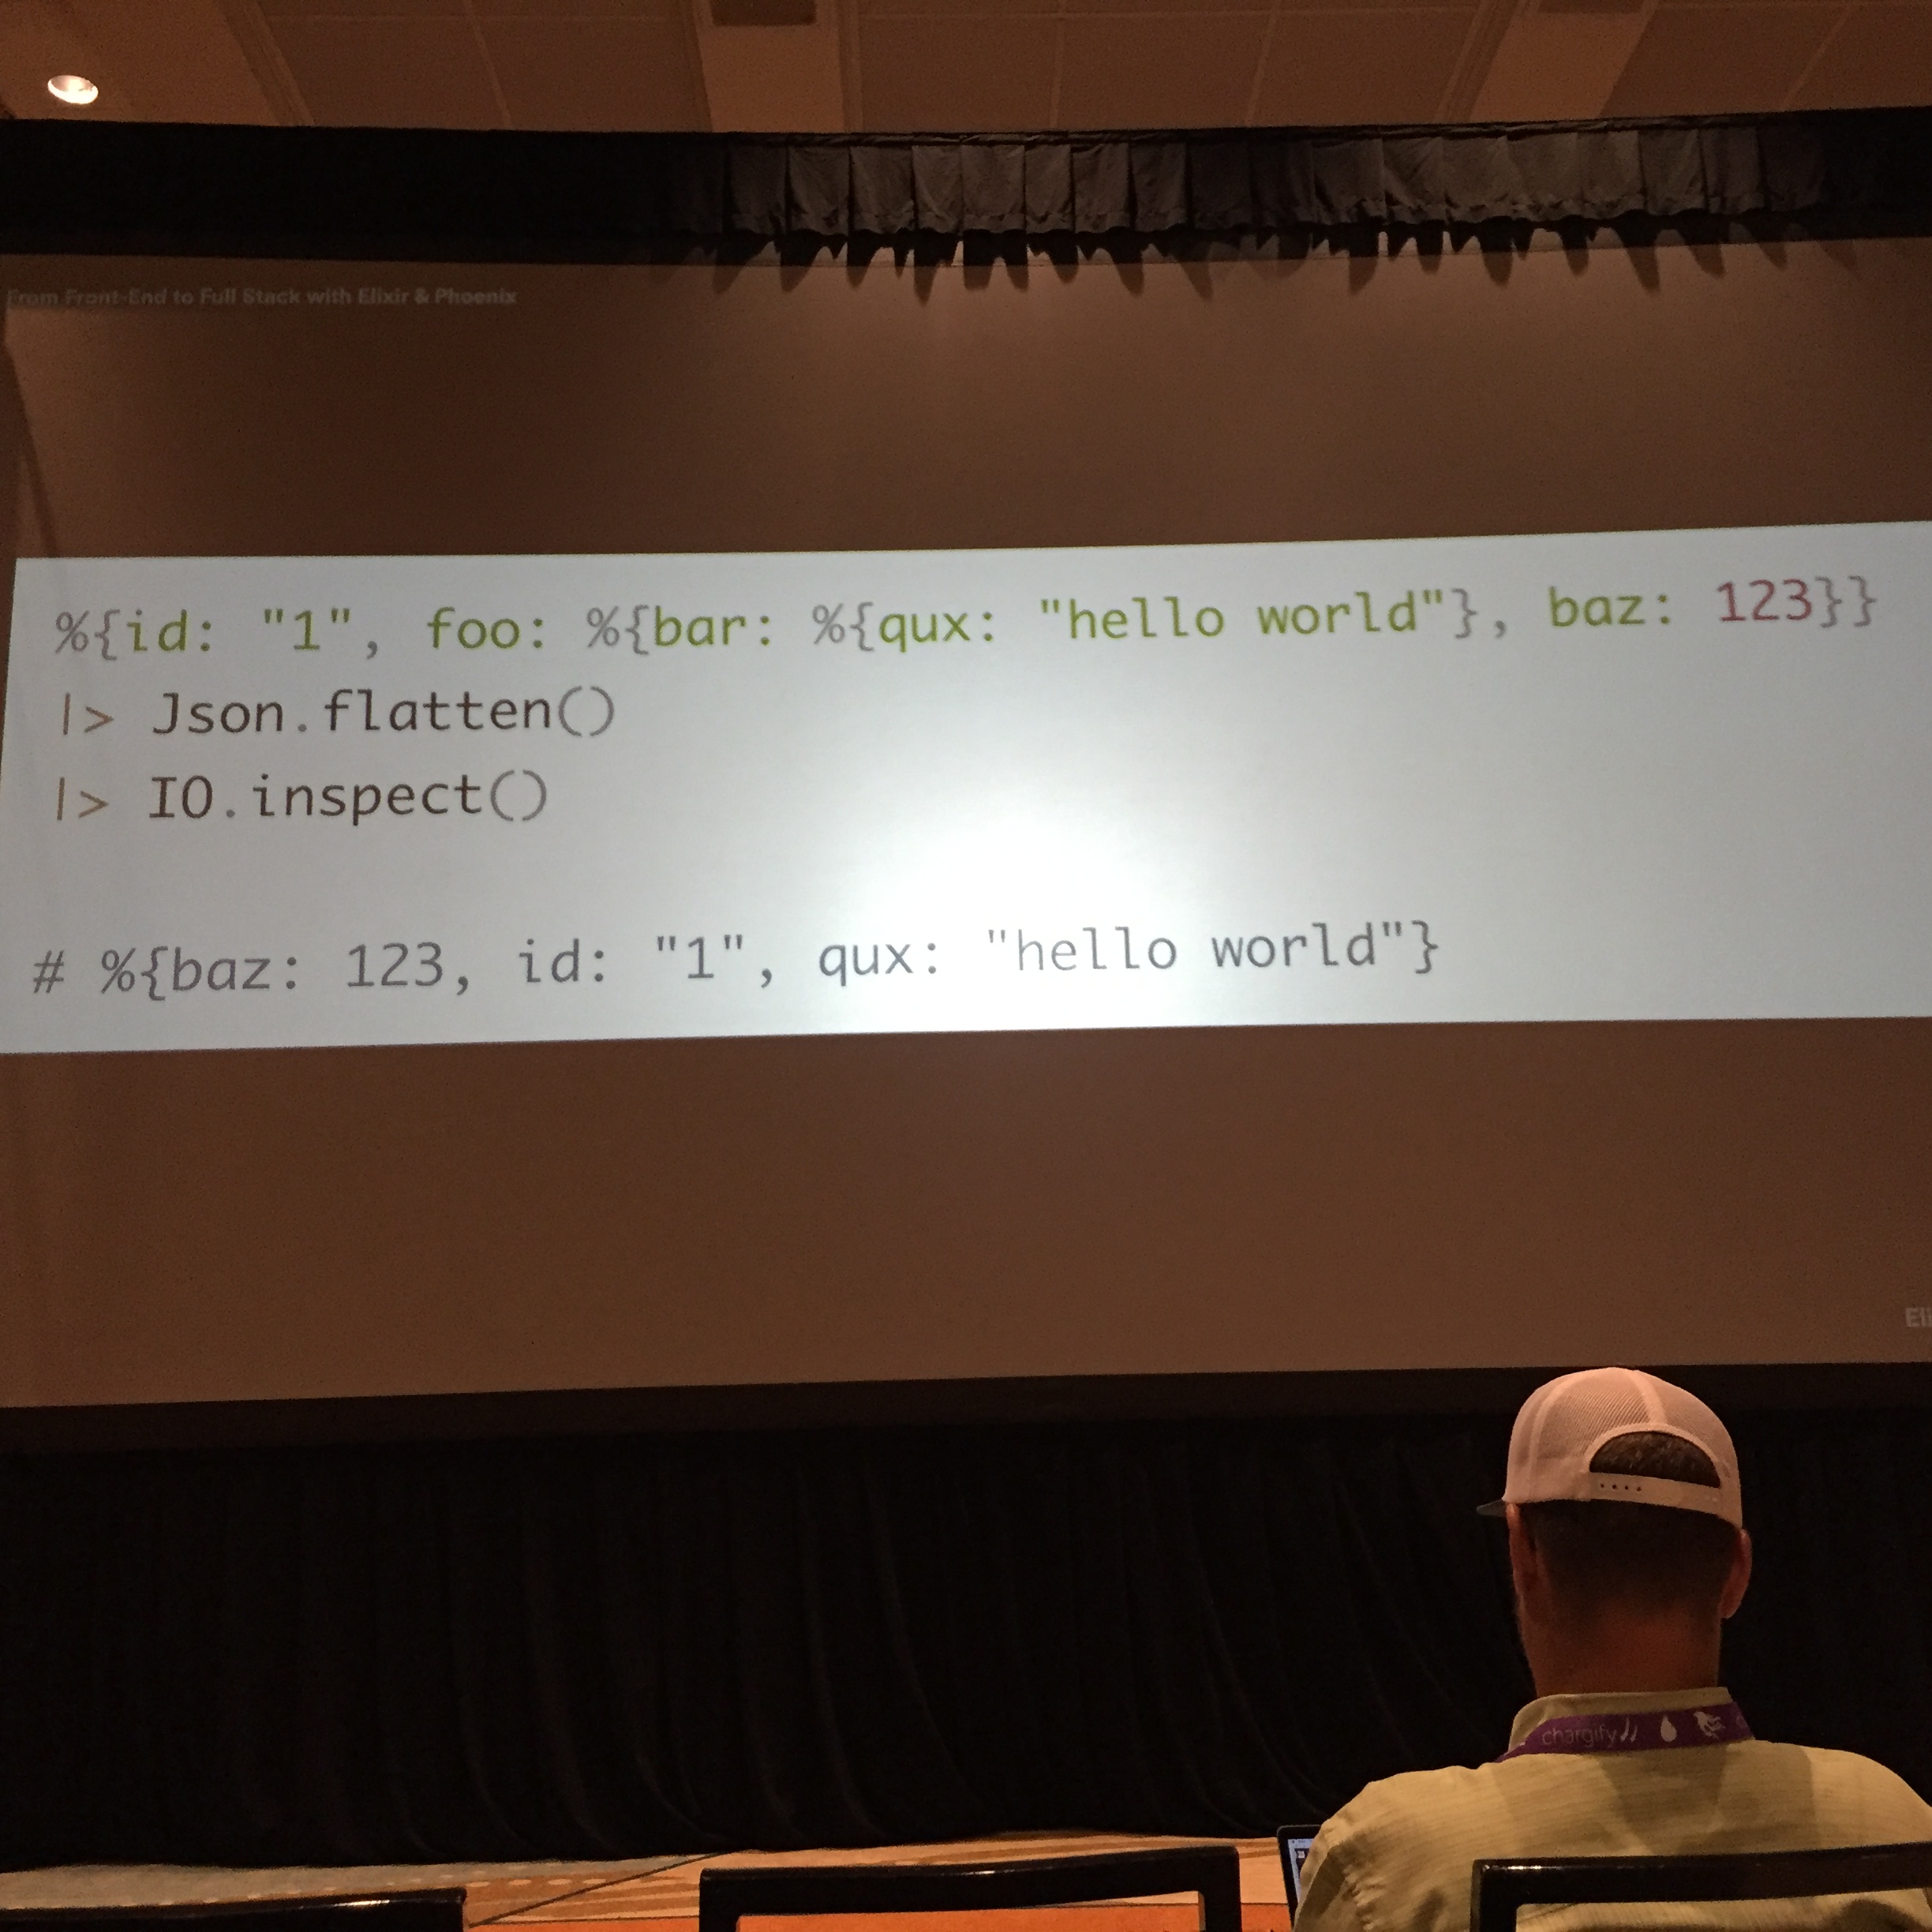 From Front-End to Full Stack with Elixir & Phoenix
%{id: "1", foo: %{bar: %{qux: "hello world"}, baz: 123}}
|> Json.flatten()
|> IO.inspect()
# %{baz: 123, id: "1", qux: "hello world"}
Eli
chargify